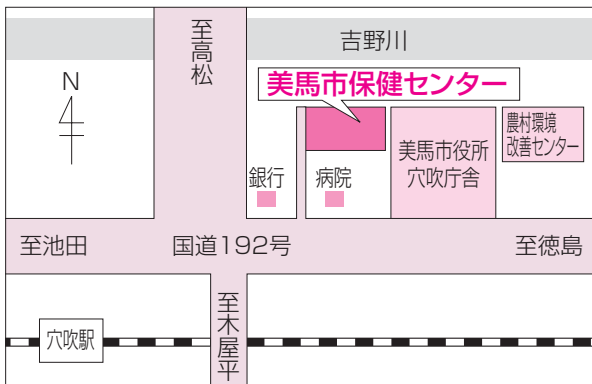 吉野川
至高松
N
美馬市保健センター
農村環境
改善センター
美馬市役所
穴吹庁舎
銀行
病院
至池田
国道192号
至徳島
至木屋平
穴吹駅